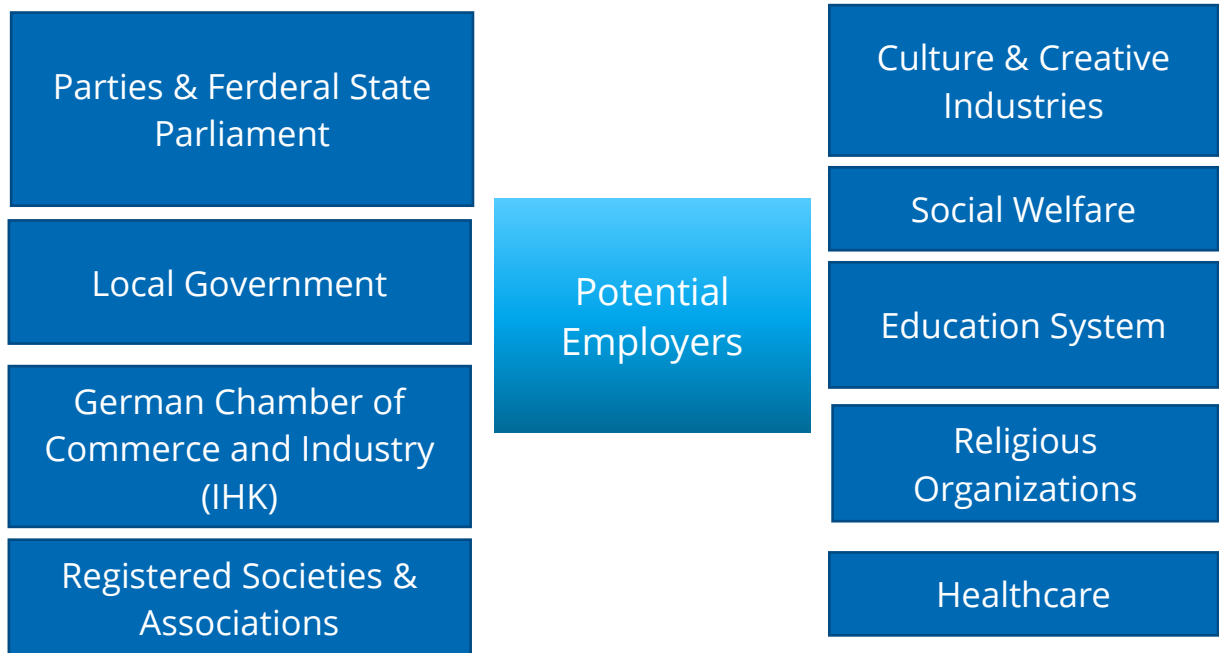 Parties & Ferderal State
Parliament
Local Government
German Chamber of
Commerce and Industry
(IHK)
Registered Societies &
Associations
Potential
Employers
Culture & Creative
Industries
Social Welfare
Education System
Religious
Organizations
Healthcare